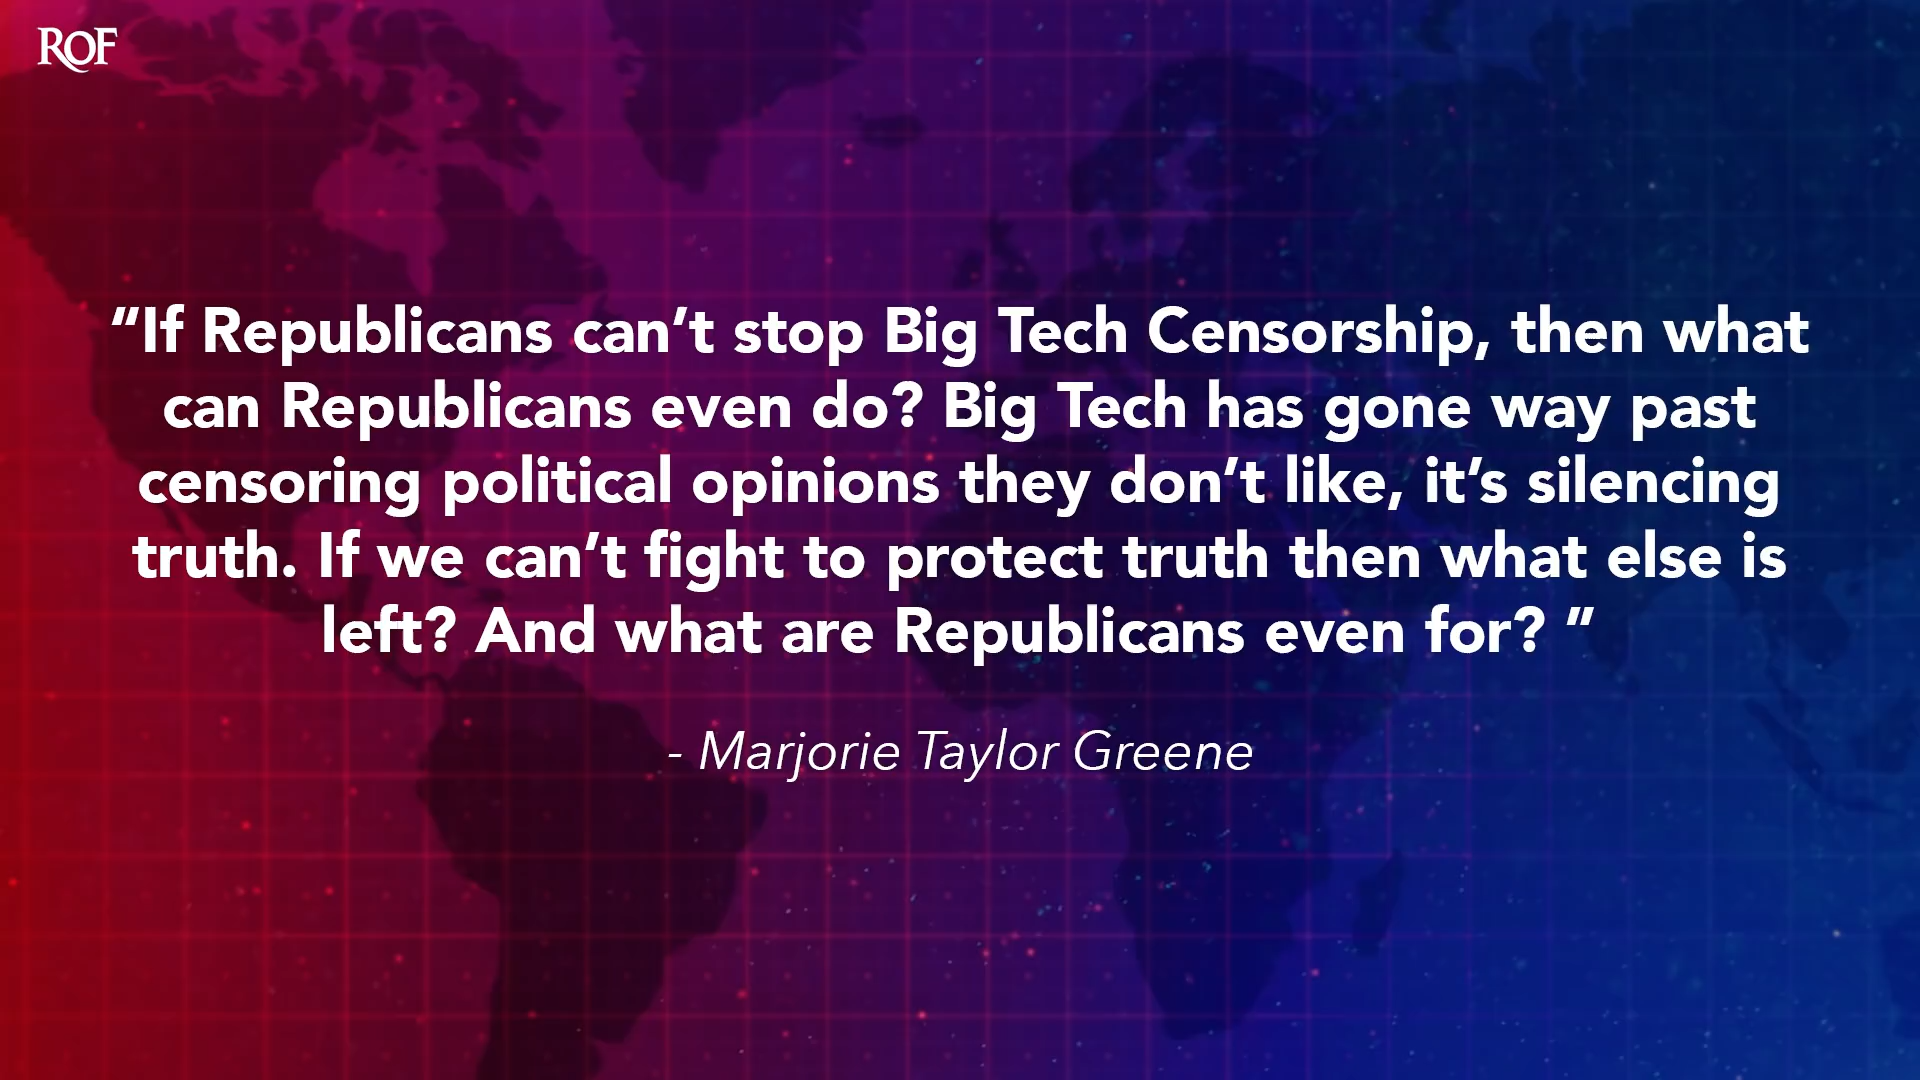 ROF
“If Republicans can’t stop Big Tech Censorship, then what
can Republicans even do? Big Tech has gone way past
censoring political opinions they don’t like, it’s silencing
truth. If we can’t fight to protect truth then what else is
left? And what are Republicans even for? ”
- Marjorie Taylor Greene